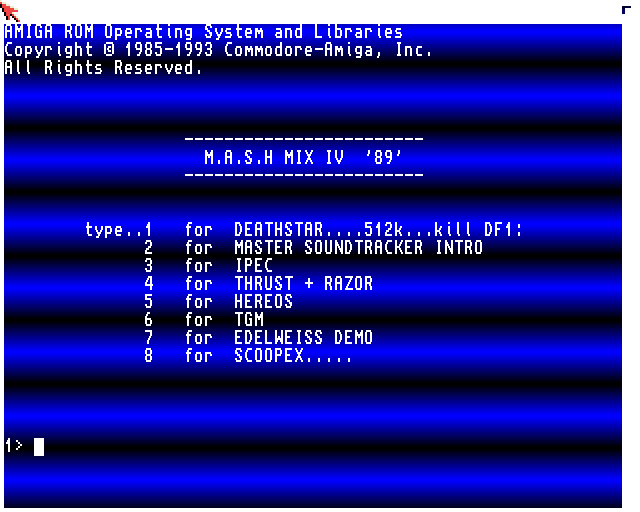 AMIGA ROM Operating System and Libraries
Copyright © 1985-1993 Commodore-Amiga, Inc.
All Rights Reserved.
------------------------
M.A.S.H MIX IV  '89'
------------------------
type..1   for  DEATHSTAR....512k...kill DF1:
2   for  MASTER SOUNDTRACKER INTRO
3   for  IPEC
4   for  THRUST + RAZOR
5   for  HEREOS
6   for  TGM
7   for  EDELWEISS DEMO
8   for  SCOOPEX.....
1>